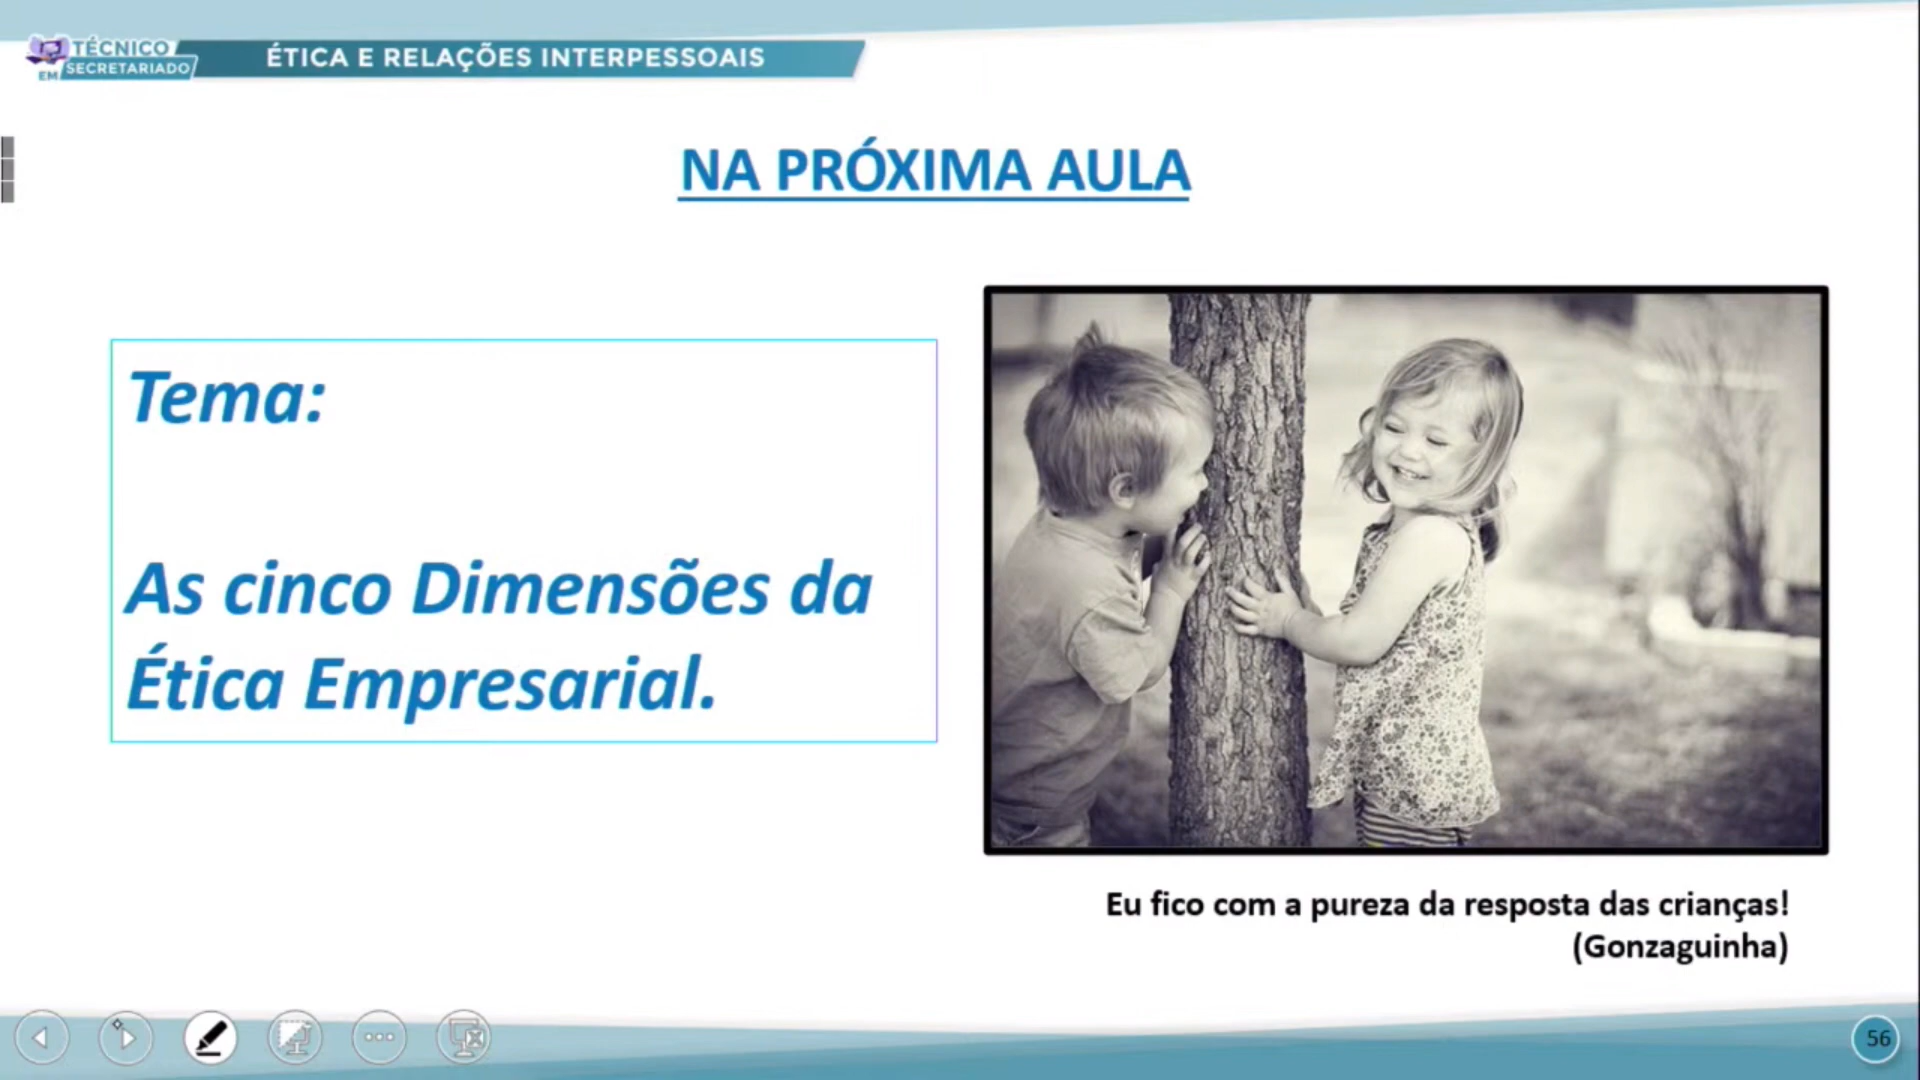 TÉCNICO
EM SECRETARIADO
ÉTICA E RELAÇÕES INTERPESSOAIS
NA PRÓXIMA AULA
Tema:
As cinco Dimensões da
Ética Empresarial.
Eu fico com a pureza da resposta das crianças!
(Gonzaguinha)
56